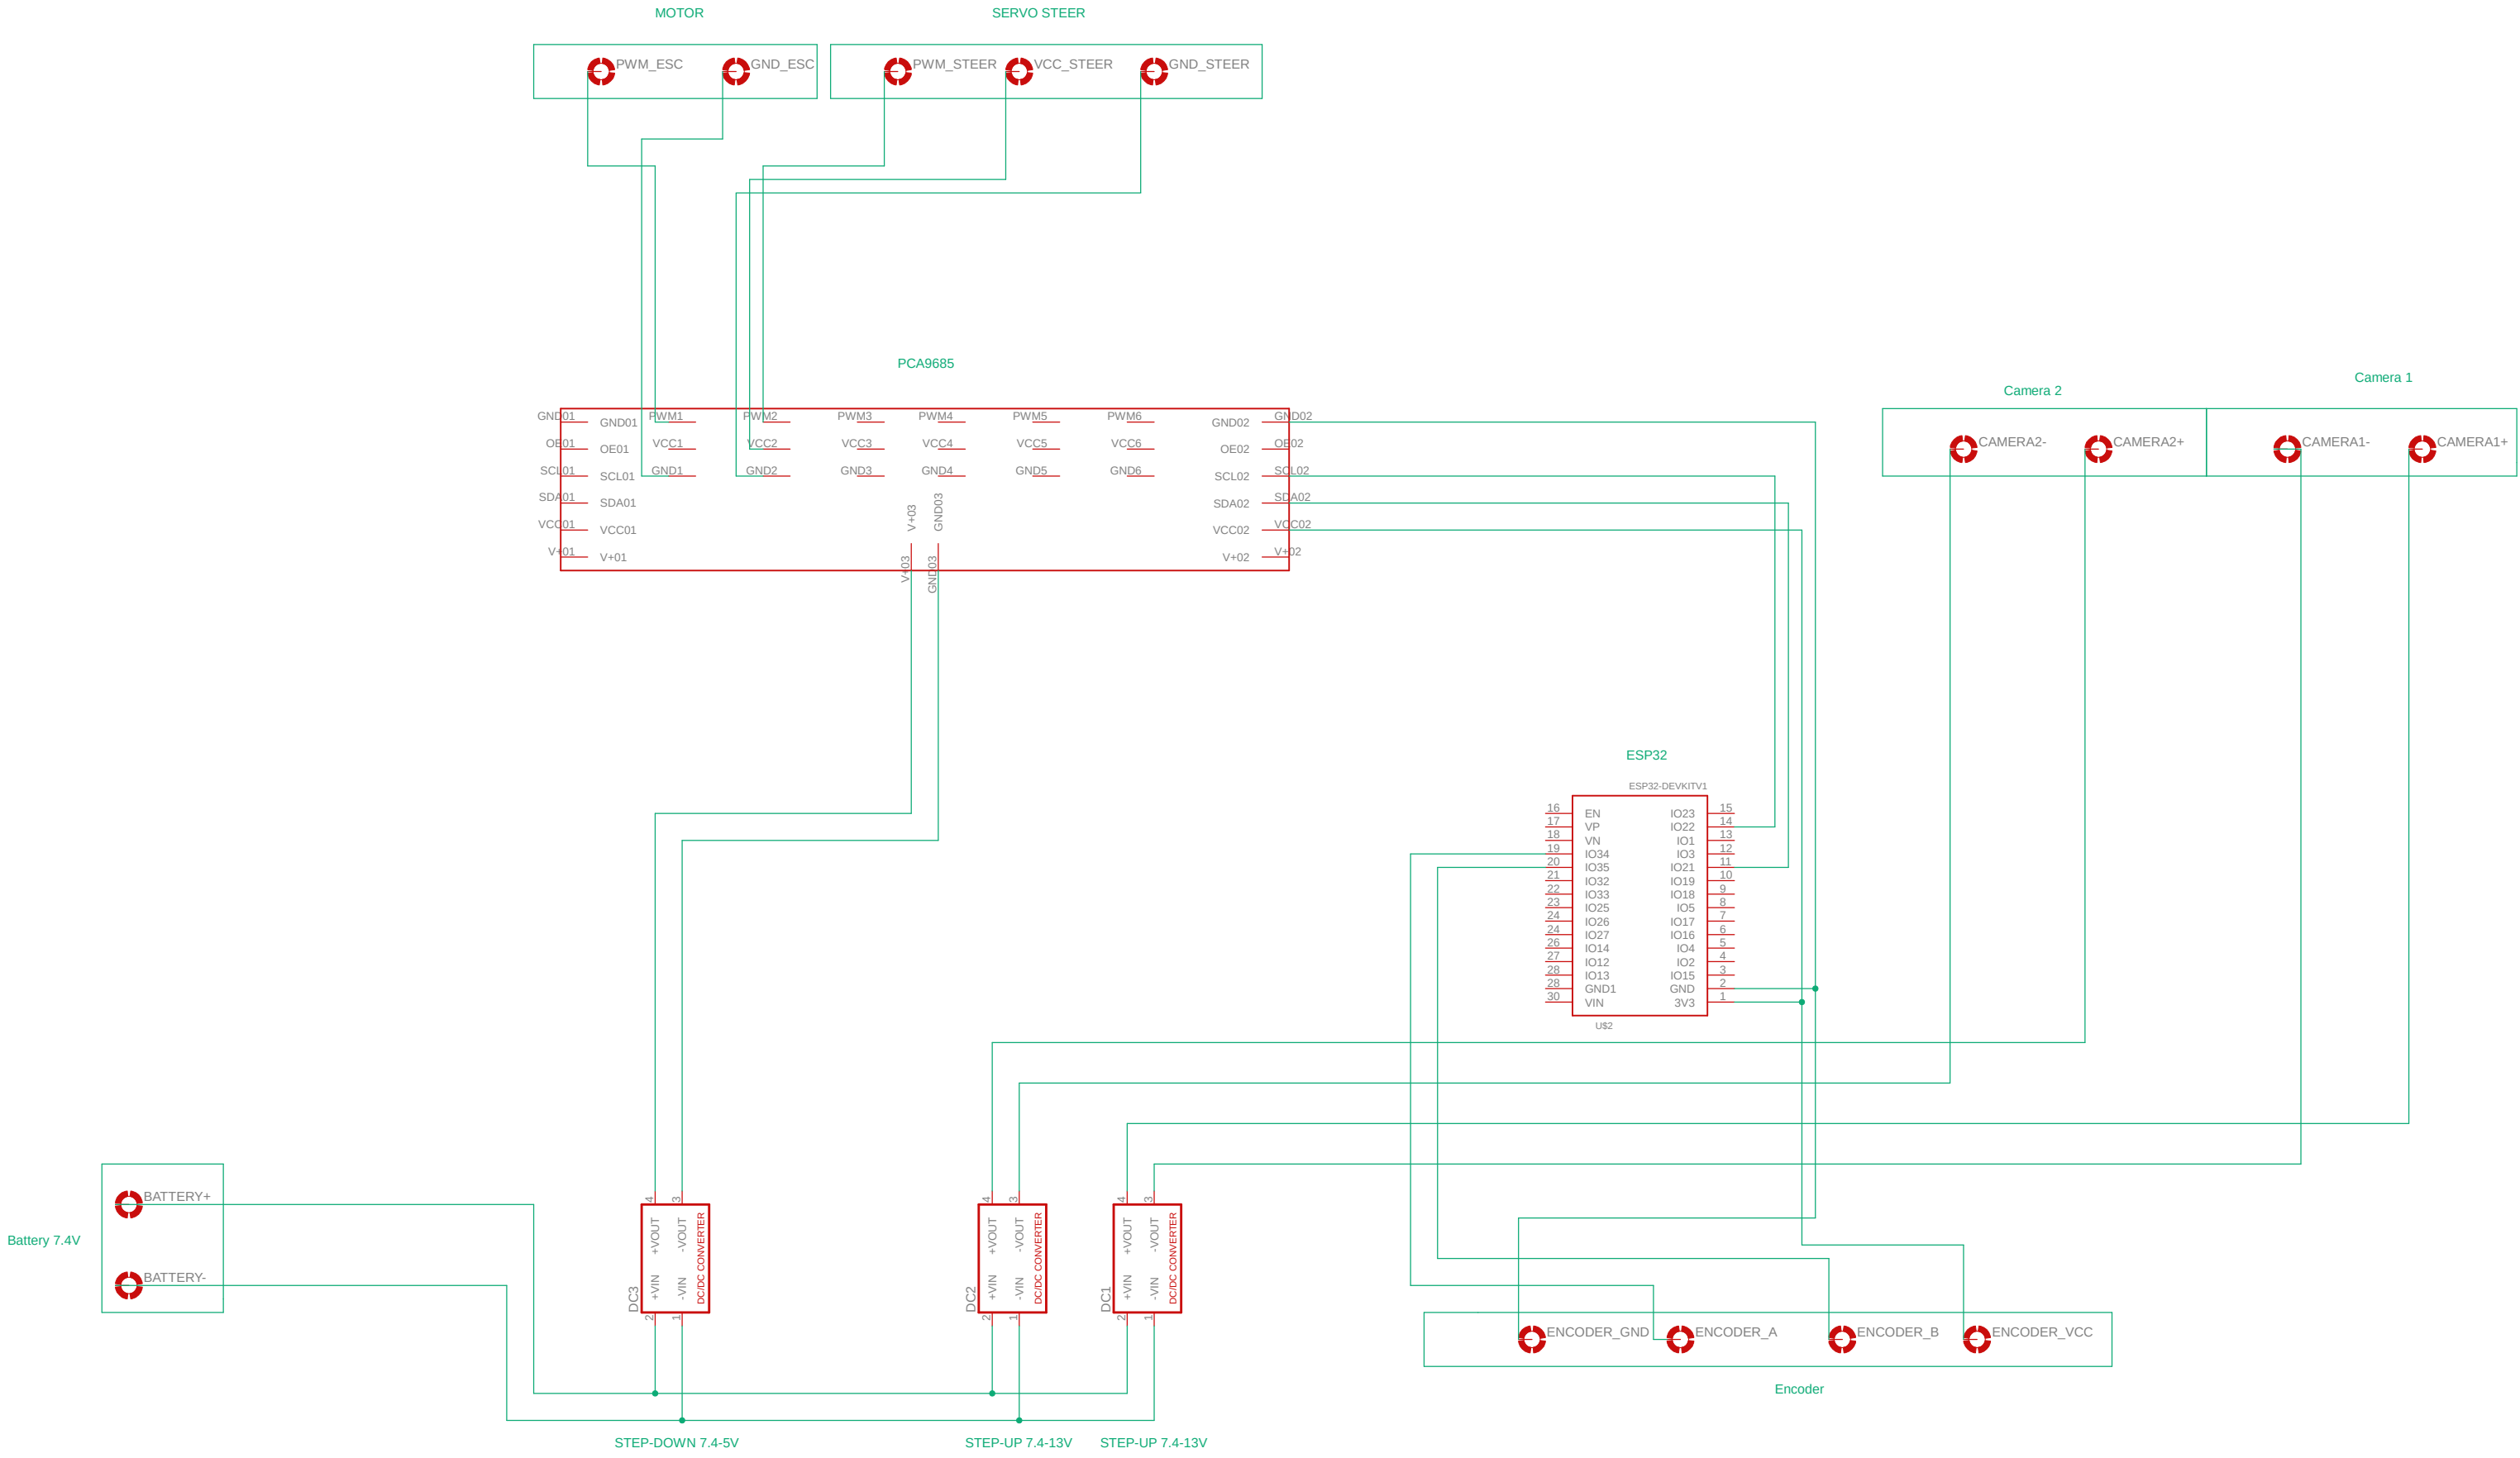 MOTOR
SERVO STEER
PWM_ESC
GND_ESC
PWM_STEER
VCC_STEER
GND_STEER
PCA9685
GND01
OE01
SCL01
SDA01
VCC01
V+01
GND01
OE01
SCL01
SDA01
VCC01
V+01
PWM1
VCC1
GND1
PWM2
VCC2
GND2
PWM3
VCC3
GND3
PWM4
VCC4
GND4
PWM5
VCC5
GND5
PWM6
VCC6
GND6
V+03
GND03
V+03
GND03
GND02
OE02
SCL02
SDA02
VCC02
V+02
GND02
OE02
SCL02
SDA02
VCC02
V+02
Camera 2
CAMERA2-
CAMERA2+
Camera 1
CAMERA1-
CAMERA1+
ESP32
ESP32-DEVKITV1
16 EN IO23 15
17 VP IO22 14
18 VN IO1 13
19 IO34 IO3 12
20 IO35 IO21 11
21 IO32 IO19 10
22 IO33 IO18 9
23 IO25 IO5 8
24 IO26 IO17 7
24 IO27 IO16 6
26 IO14 IO4 5
27 IO12 IO2 4
28 IO13 IO15 3
28 GND1 GND 2
30 VIN 3V3 1
U$2
Battery 7.4V
BATTERY+
BATTERY-
4 3
+VOUT -VOUT
+VIN -VIN
DC/DC CONVERTER
DC3
2 1
STEP-DOWN 7.4-5V
4 3
+VOUT -VOUT
+VIN -VIN
DC/DC CONVERTER
DC2
2 1
STEP-UP 7.4-13V
4 3
+VOUT -VOUT
+VIN -VIN
DC/DC CONVERTER
DC1
2 1
STEP-UP 7.4-13V
ENCODER_GND
ENCODER_A
ENCODER_B
ENCODER_VCC
Encoder